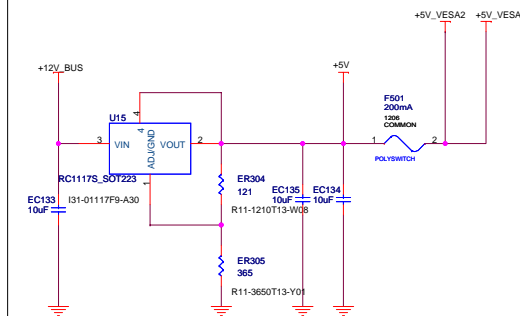 +5V_VESA2 +5V_VESA
+12V_BUS
+5V
F501
200mA
1206
COMMON
1 2
POLYSWITCH
U15
4
4
3 VIN VOUT 2
ADJ/GND
1
RC1117S_SOT223
I31-01117F9-A30
EC133
10uF
ER304
121
R11-1210T13-W08
EC135
10uF
EC134
10uF
ER305
365
R11-3650T13-Y01